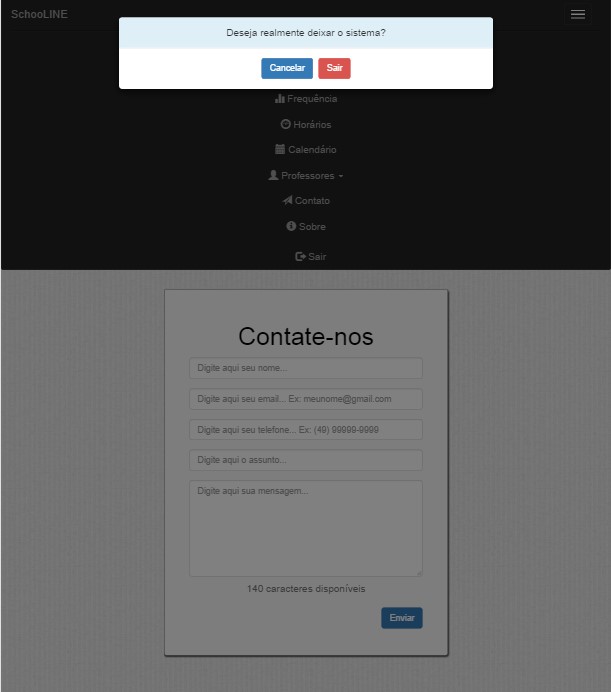 SchooLINE
Deseja realmente deixar o sistema?
Cancelar Sair
Frequência
Horários
Calendário
Professores
Contato
Sobre
Sair
Contate-nos
Digite aqui seu nome...
Digite aqui seu email... Ex: meunome@gmail.com
Digite aqui seu telefone... Ex: (49) 99999-9999
Digite aqui o assunto...
Digite aqui sua mensagem...
140 caracteres disponíveis
Enviar